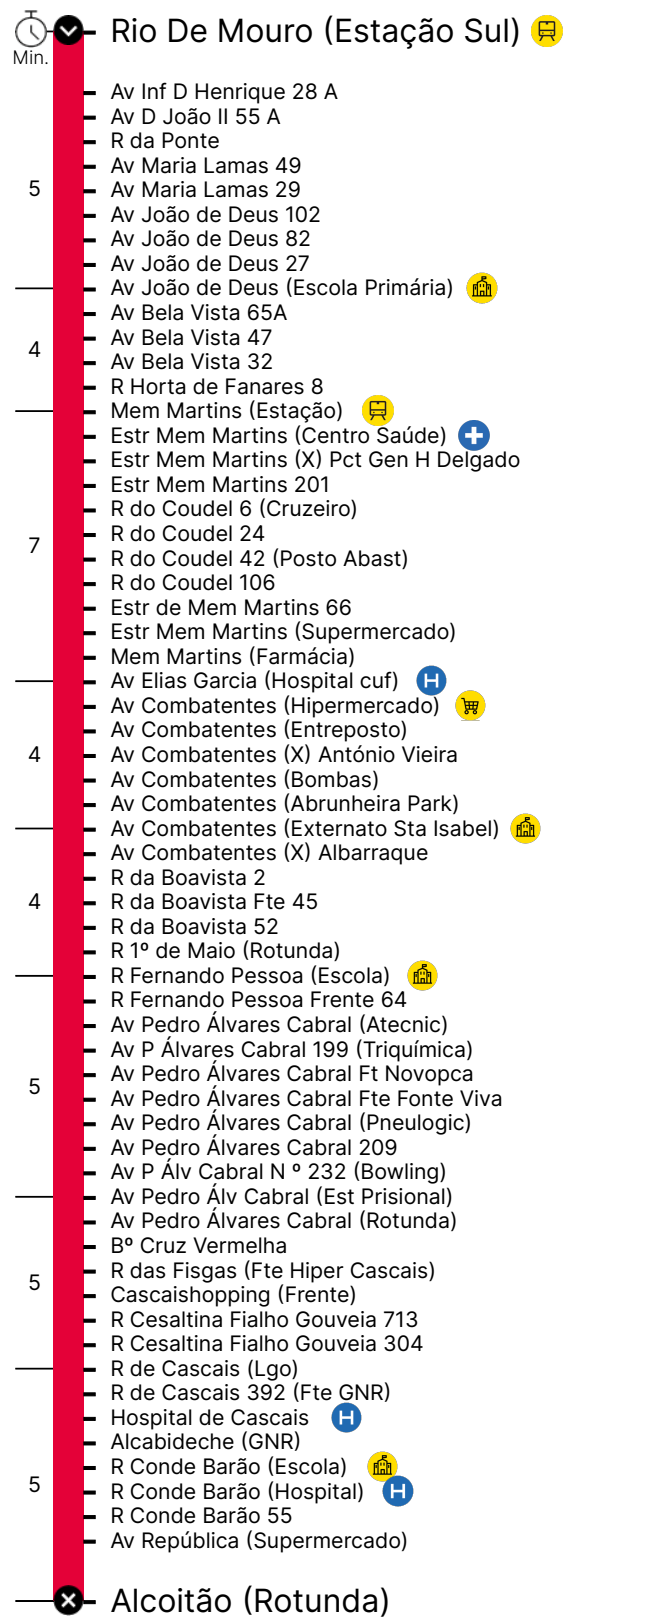 Rio De Mouro (Estação Sul)
Min.
Av Inf D Henrique 28 A
Av D João II 55 A
R da Ponte
Av Maria Lamas 49
5
Av Maria Lamas 29
Av João de Deus 102
Av João de Deus 82
Av João de Deus 27
Av João de Deus (Escola Primária)
Av Bela Vista 65A
Av Bela Vista 47
4
Av Bela Vista 32
R Horta de Fanares 8
Mem Martins (Estação)
Estr Mem Martins (Centro Saúde)
Estr Mem Martins (X) Pct Gen H Delgado
Estr Mem Martins 201
R do Coudel 6 (Cruzeiro)
R do Coudel 24
7
R do Coudel 42 (Posto Abast)
R do Coudel 106
Estr de Mem Martins 66
Estr Mem Martins (Supermercado)
Mem Martins (Farmácia)
Av Elias Garcia (Hospital cuf) H
Av Combatentes (Hipermercado)
Av Combatentes (Entreposto)
4 Av Combatentes (X) António Vieira
Av Combatentes (Bombas)
Av Combatentes (Abrunheira Park)
Av Combatentes (Externato Sta Isabel)
Av Combatentes (X) Albarraque
R da Boavista 2
4 R da Boavista Fte 45
R da Boavista 52
R 1º de Maio (Rotunda)
R Fernando Pessoa (Escola)
R Fernando Pessoa Frente 64
Av Pedro Álvares Cabral (Atecnic)
Av P Álvares Cabral 199 (Triquímica)
Av Pedro Álvares Cabral Ft Novopca
5
Av Pedro Álvares Cabral Fte Fonte Viva
Av Pedro Álvares Cabral (Pneulogic)
Av Pedro Álvares Cabral 209
Av P Álv Cabral N º 232 (Bowling)
Av Pedro Álv Cabral (Est Prisional)
Av Pedro Álvares Cabral (Rotunda)
Bº Cruz Vermelha
R das Fisgas (Fte Hiper Cascais)
5
Cascaishopping (Frente)
R Cesaltina Fialho Gouveia 713
R Cesaltina Fialho Gouveia 304
R de Cascais (Lgo)
R de Cascais 392 (Fte GNR)
Hospital de Cascais H
Alcabideche (GNR)
R Conde Barão (Escola)
5
R Conde Barão (Hospital) H
R Conde Barão 55
Av República (Supermercado)
Alcoitão (Rotunda)